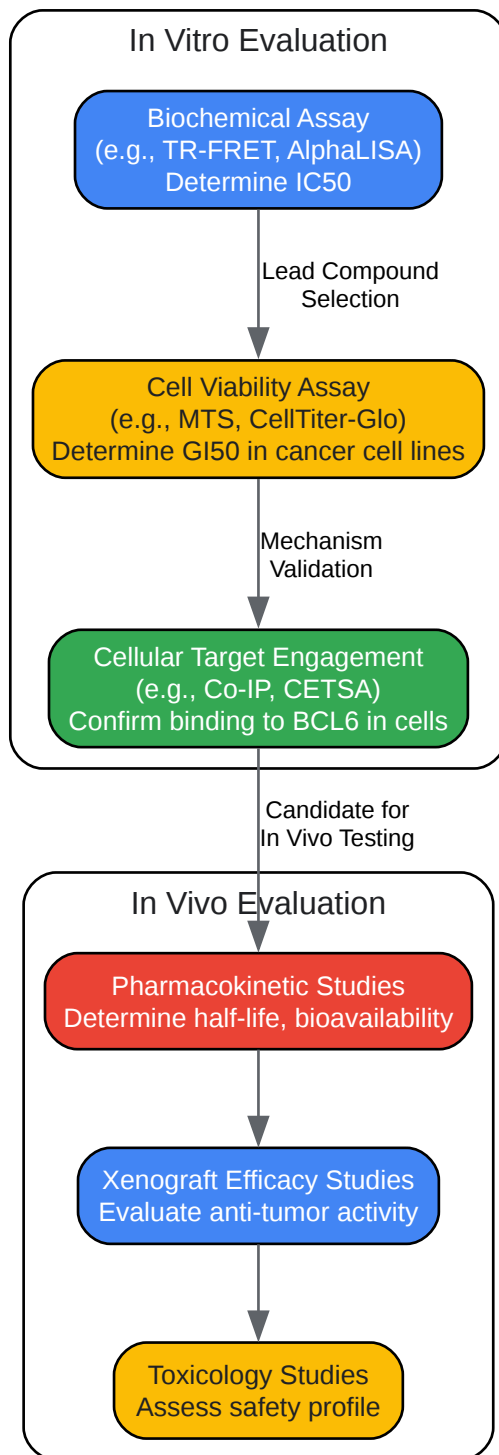 In Vitro Evaluation
Biochemical Assay
(e.g., TR-FRET, AlphaLISA)
Determine IC50
Lead Compound
Selection
Cell Viability Assay
(e.g., MTS, CellTiter-Glo)
Determine GI50 in cancer cell lines
Mechanism
Validation
Cellular Target Engagement
(e.g., Co-IP, CETSA)
Confirm binding to BCL6 in cells
Candidate for
In Vivo Testing
In Vivo Evaluation
Pharmacokinetic Studies
Determine half-life, bioavailability
Xenograft Efficacy Studies
Evaluate anti-tumor activity
Toxicology Studies
Assess safety profile